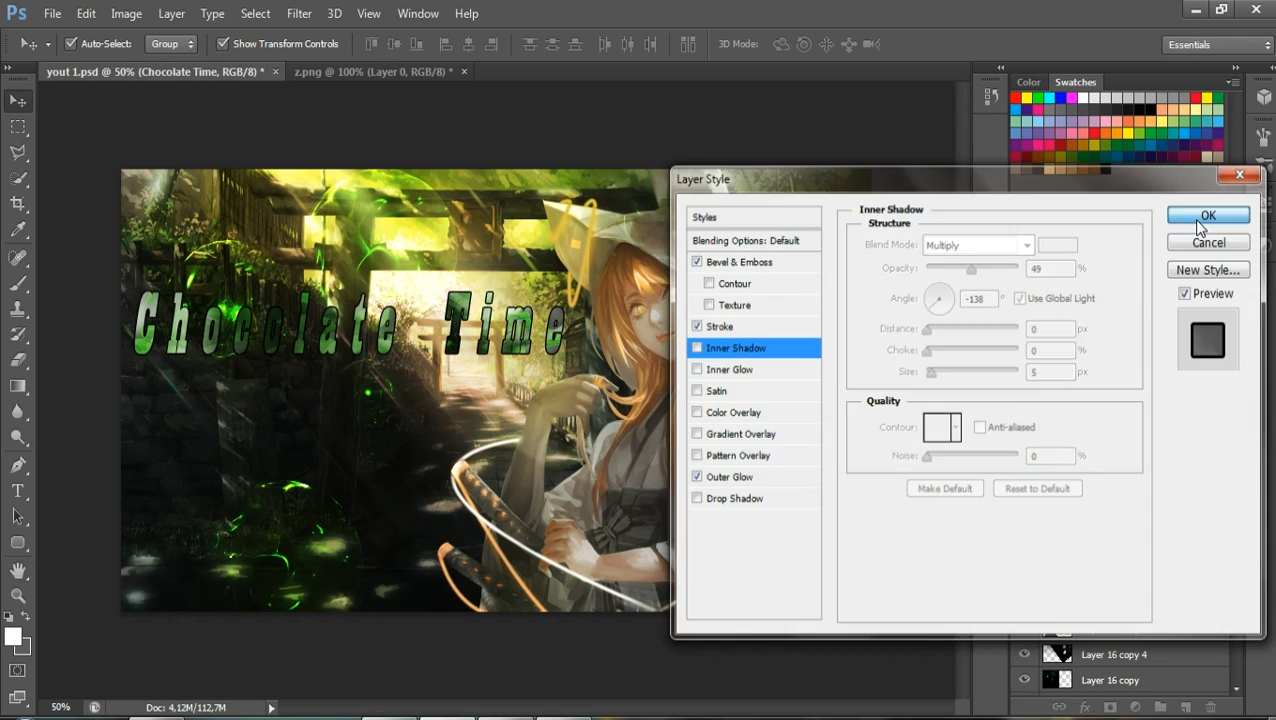 Ps File Edit Image Layer Type Select Filter 3D View Window Help
Auto-Select: Group Show Transform Controls 3D Mode: Essentials
yout 1.psd @ 50% (Chocolate Time, RGB/8) * × z.png @ 100% (Layer 0, RGB/8) * ×
Color Swatches
Chocolate Time
Layer Style
Styles
Blending Options: Default
Bevel & Emboss
Contour
Texture
Stroke
Inner Shadow
Inner Glow
Satin
Color Overlay
Gradient Overlay
Pattern Overlay
Outer Glow
Drop Shadow
Inner Shadow
Structure
Blend Mode: Multiply
Opacity: 49 %
Angle: -138 ° Use Global Light
Distance: 0 px
Choke: 0 %
Size: 5 px
Quality
Contour: Anti-aliased
Noise: 0 %
Make Default Reset to Default
OK
Cancel
New Style...
Preview
Layer 16 copy 4
Layer 16 copy
50% Doc: 4,12M/112,7M